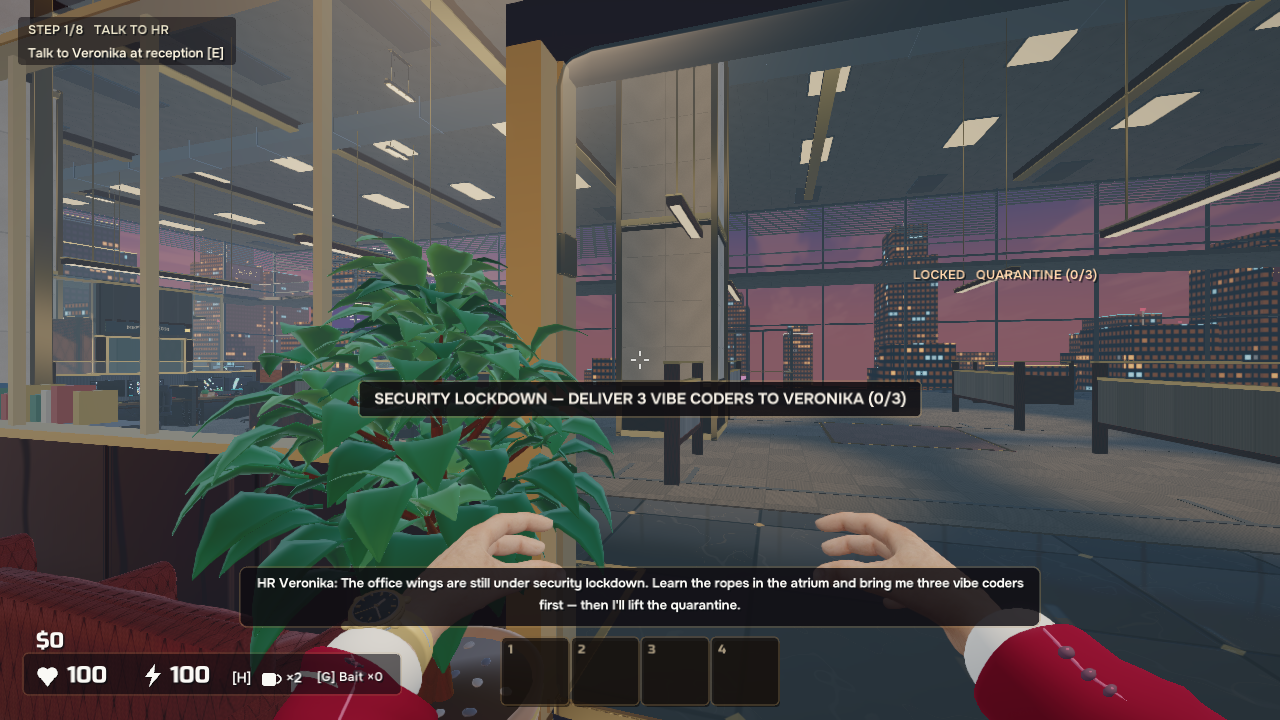 STEP 1/8 TALK TO HR
Talk to Veronika at reception [E]
LOCKED QUARANTINE (0/3)
SECURITY LOCKDOWN — DELIVER 3 VIBE CODERS TO VERONIKA (0/3)
HR Veronika: The office wings are still under security lockdown. Learn the ropes in the atrium and bring me three vibe coders
first — then I'll lift the quarantine.
$0
100 100 [H] ×2 [G] Bait ×0
1 2 3 4